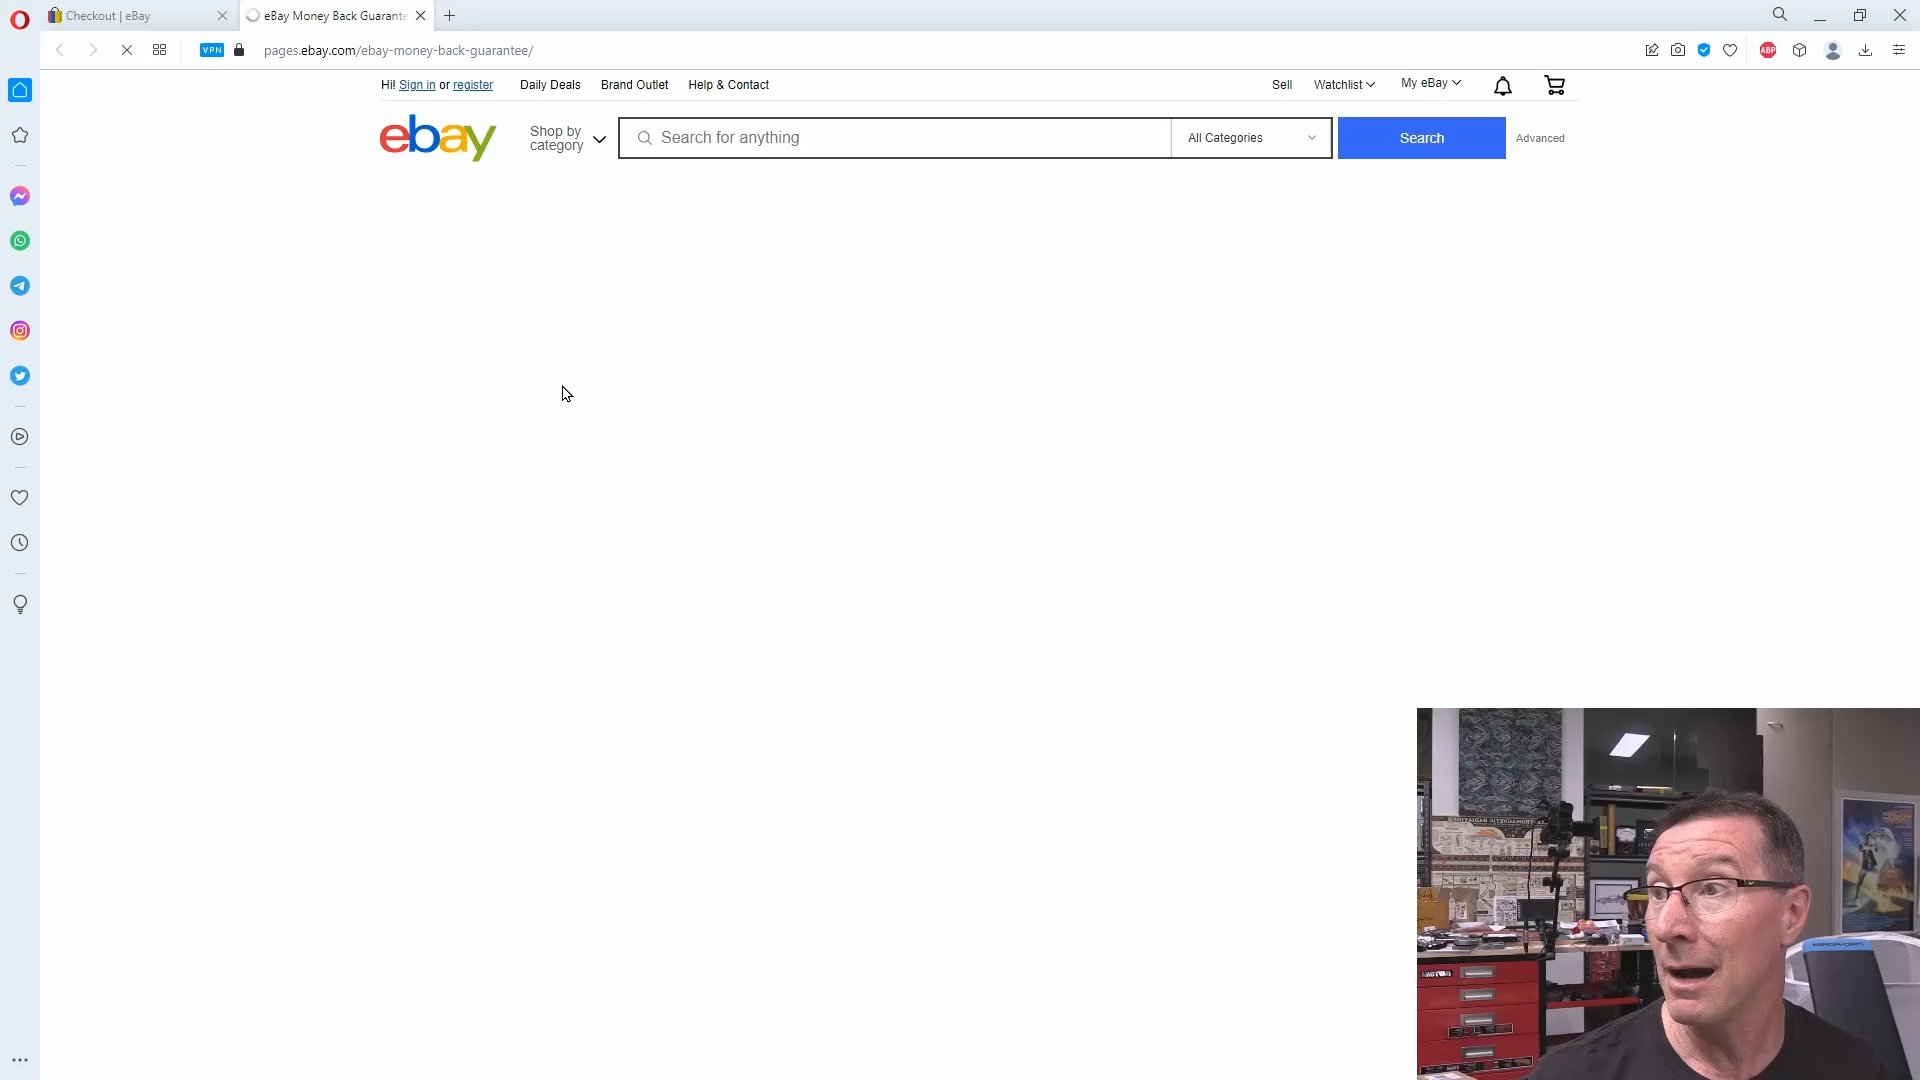 Checkout | eBay
eBay Money Back Guarante
VPN
pages.ebay.com/ebay-money-back-guarantee/
ABP
Hi! Sign in or register
Daily Deals
Brand Outlet
Help & Contact
Sell
Watchlist
My eBay
ebay
Shop by
category
Search for anything
All Categories
Search
Advanced